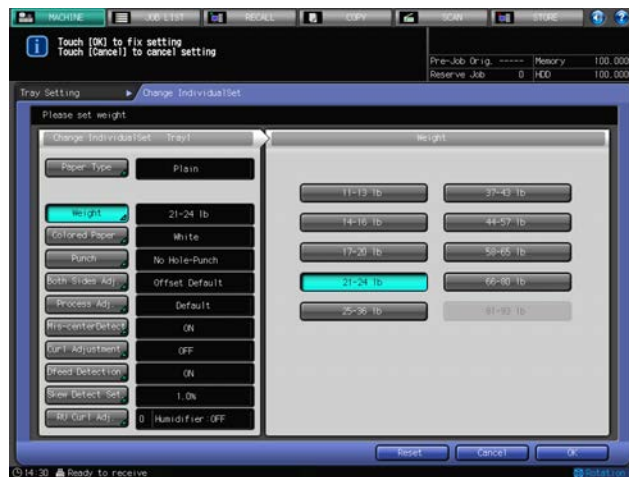 MACHINE JOB LIST RECALL COPY SCAN STORE
Touch [OK] to fix setting
Touch [Cancel] to cancel setting
Pre-Job Orig. ----- Memory 100.000
Reserve Job 0 HDD 100.000
Tray Setting Change IndividualSet
Please set weight
Change IndividualSet Tray1
Weight
Paper Type Plain
Weight 21-24 lb
Colored Paper White
Punch No Hole-Punch
Both Sides Adj. Offset Default
Process Adj. Default
Mis-centerDetect ON
Curl Adjustment OFF
Dfeed Detection ON
Skew Detect Set. 1.0%
RU Curl Adj. 0 Humidifier:OFF
11-13 lb 37-43 lb
14-16 lb 44-57 lb
17-20 lb 58-65 lb
21-24 lb 66-80 lb
25-36 lb 81-93 lb
Reset Cancel OK
14:30 Ready to receive Rotation